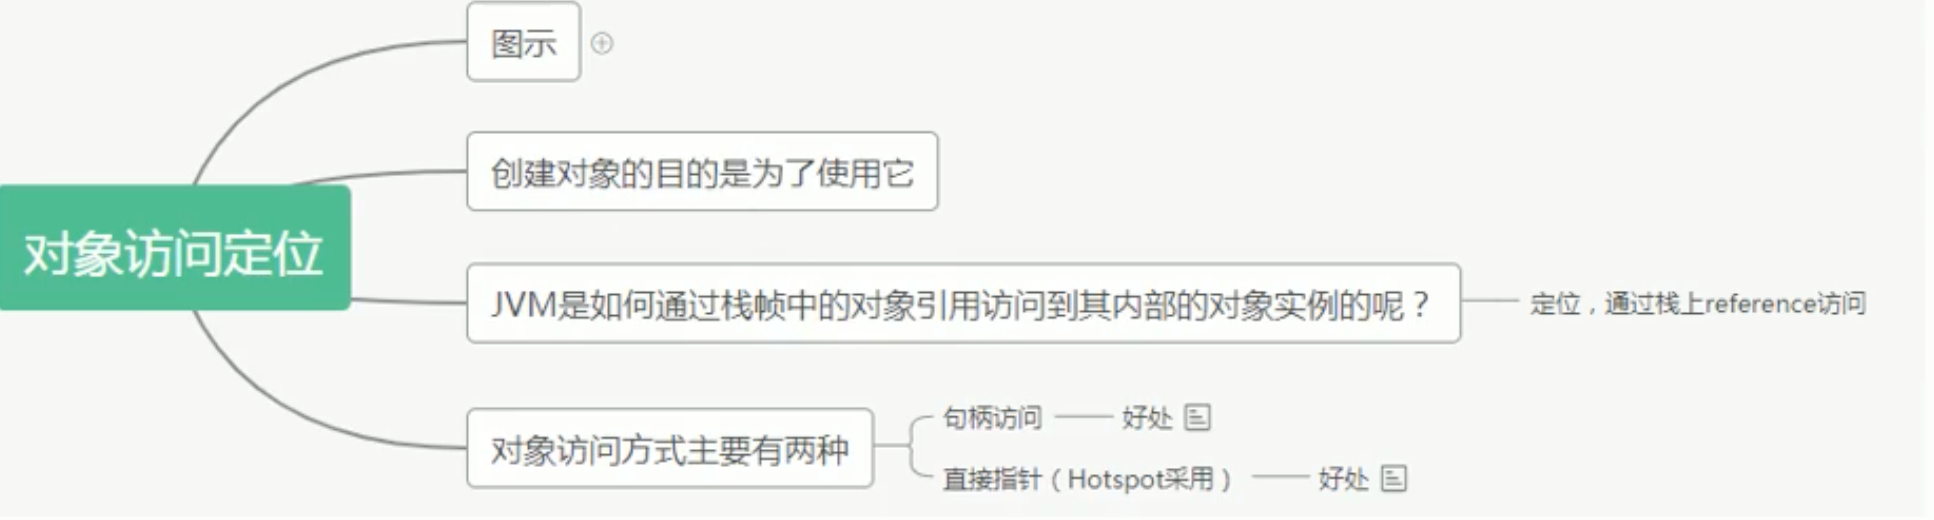 对象访问定位
图示
创建对象的目的是为了使用它
JVM是如何通过栈帧中的对象引用访问到其内部的对象实例的呢？
定位，通过栈上reference访问
对象访问方式主要有两种
句柄访问
好处
直接指针（Hotspot采用）
好处